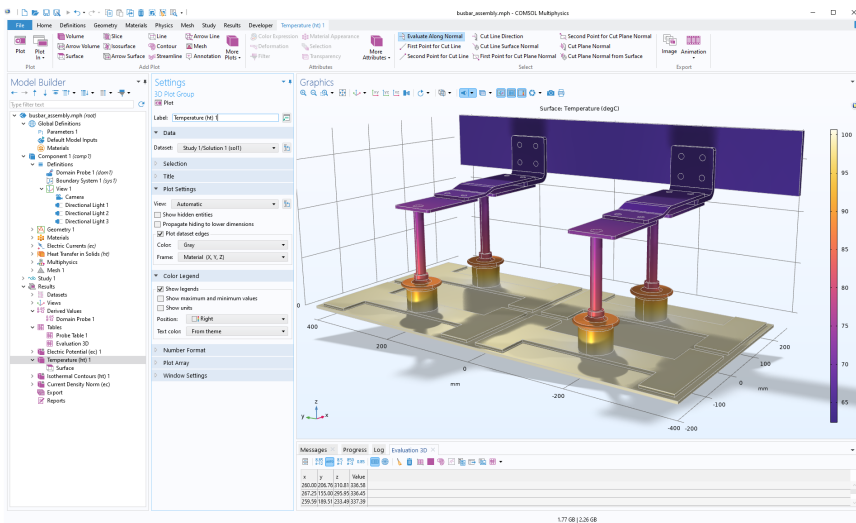 busbar_assembly.mph - COMSOL Multiphysics
File Home Definitions Geometry Materials Physics Mesh Study Results Developer Temperature (ht) 1
Plot
Plot In
Volume
Arrow Volume
Surface
Slice
Isosurface
Arrow Surface
Line
Contour
Streamline
Arrow Line
Mesh
Annotation
More Plots
Color Expression
Deformation
Filter
Material Appearance
Selection
Transparency
More Attributes
Evaluate Along Normal
First Point for Cut Line
Second Point for Cut Line
Cut Line Direction
Cut Line Surface Normal
First Point for Cut Plane Normal
Second Point for Cut Plane Normal
Cut Plane Normal
Cut Plane Normal from Surface
Image
Animation
Plot Add Plot Attributes Select Export
Model Builder
Type filter text
busbar_assembly.mph (root)
Global Definitions
Parameters 1
Default Model Inputs
Materials
Component 1 (comp 1)
Definitions
Domain Probe 1 (dom1)
Boundary System 1 (sys1)
View 1
Camera
Directional Light 1
Directional Light 2
Directional Light 3
Geometry 1
Materials
Electric Currents (ec)
Heat Transfer in Solids (ht)
Multiphysics
Mesh 1
Study 1
Results
Datasets
Views
Derived Values
Domain Probe 1
Tables
Probe Table 1
Evaluation 3D
Electric Potential (ec) 1
Temperature (ht) 1
Surface
Isothermal Contours (ht) 1
Current Density Norm (ec)
Export
Reports
Settings
3D Plot Group
Plot
Label: Temperature (ht) 1
Data
Dataset: Study 1/Solution 1 (sol1)
Selection
Title
Plot Settings
View: Automatic
Show hidden entities
Propagate hiding to lower dimensions
Plot dataset edges
Color: Gray
Frame: Material (X, Y, Z)
Color Legend
Show legends
Show maximum and minimum values
Show units
Position: Right
Text color: From theme
Number Format
Plot Array
Window Settings
Graphics
Surface: Temperature (degC)
100
95
90
85
80
75
70
65
0
400
200
mm
0
-200
-400
200
0
mm
-100
-200
z
y
x
Messages Progress Log Evaluation 3D
x y z Value
260.00 206.76 310.81 336.58
267.25 155.00 295.95 336.45
259.59 189.51 233.49 337.39
1.77 GB | 2.26 GB